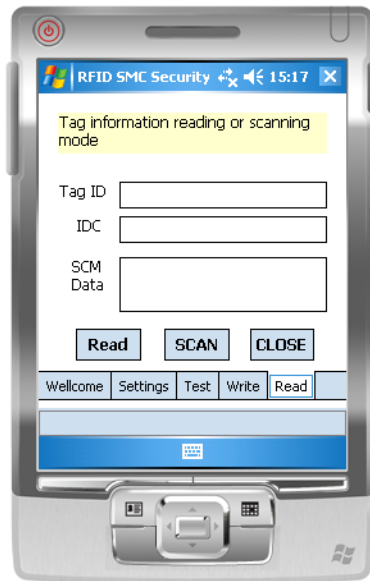 RFID SMC Security 15:17
Tag information reading or scanning
mode
Tag ID
IDC
SCM
Data
Read SCAN CLOSE
Wellcome Settings Test Write Read